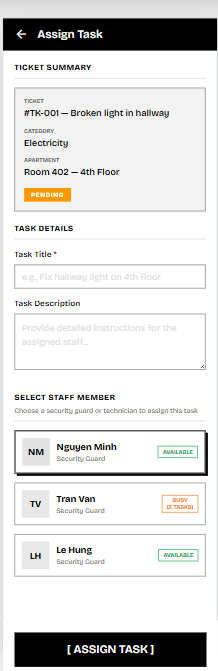 ← Assign Task
TICKET SUMMARY
TICKET
#TK-001 — Broken light in hallway
CATEGORY
Electricity
APARTMENT
Room 402 — 4th Floor
PENDING
TASK DETAILS
Task Title *
e.g., Fix hallway light on 4th floor
Task Description
Provide detailed instructions for the
assigned staff...
SELECT STAFF MEMBER
Choose a security guard or technician to assign this task
NM
Nguyen Minh
Security Guard
AVAILABLE
TV
Tran Van
Security Guard
BUSY
(2 TASKS)
LH
Le Hung
Security Guard
AVAILABLE
[ ASSIGN TASK ]